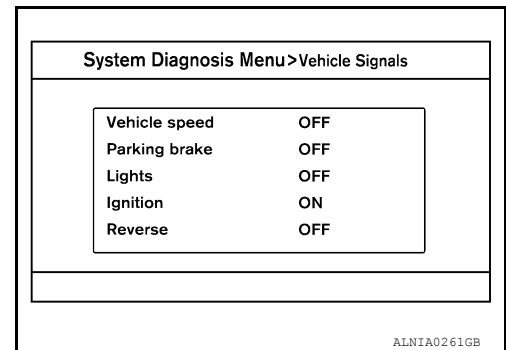 System Diagnosis Menu>Vehicle Signals
Vehicle speed OFF
Parking brake OFF
Lights OFF
Ignition ON
Reverse OFF
ALNIA0261GB